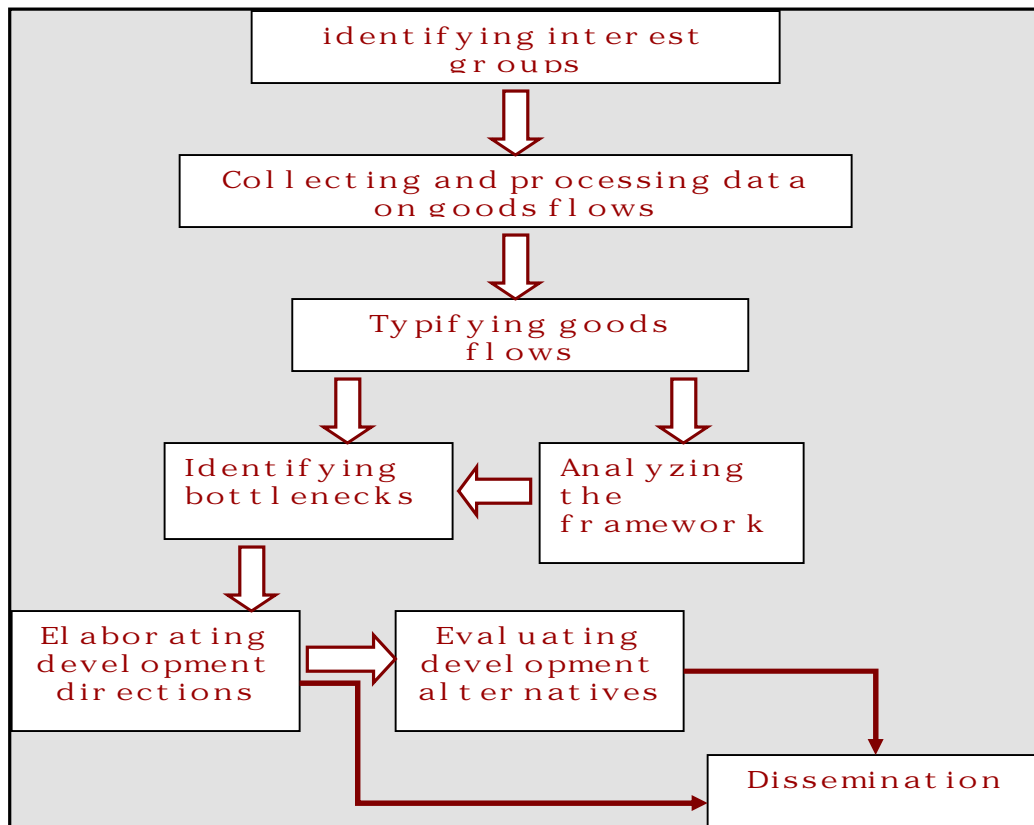 identifying interest
groups
Collecting and processing data
on goods flows
Typifying goods
flows
Identifying
bottlenecks
Analyzing
the
framework
Elaborating
development
directions
Evaluating
development
alternatives
Dissemination